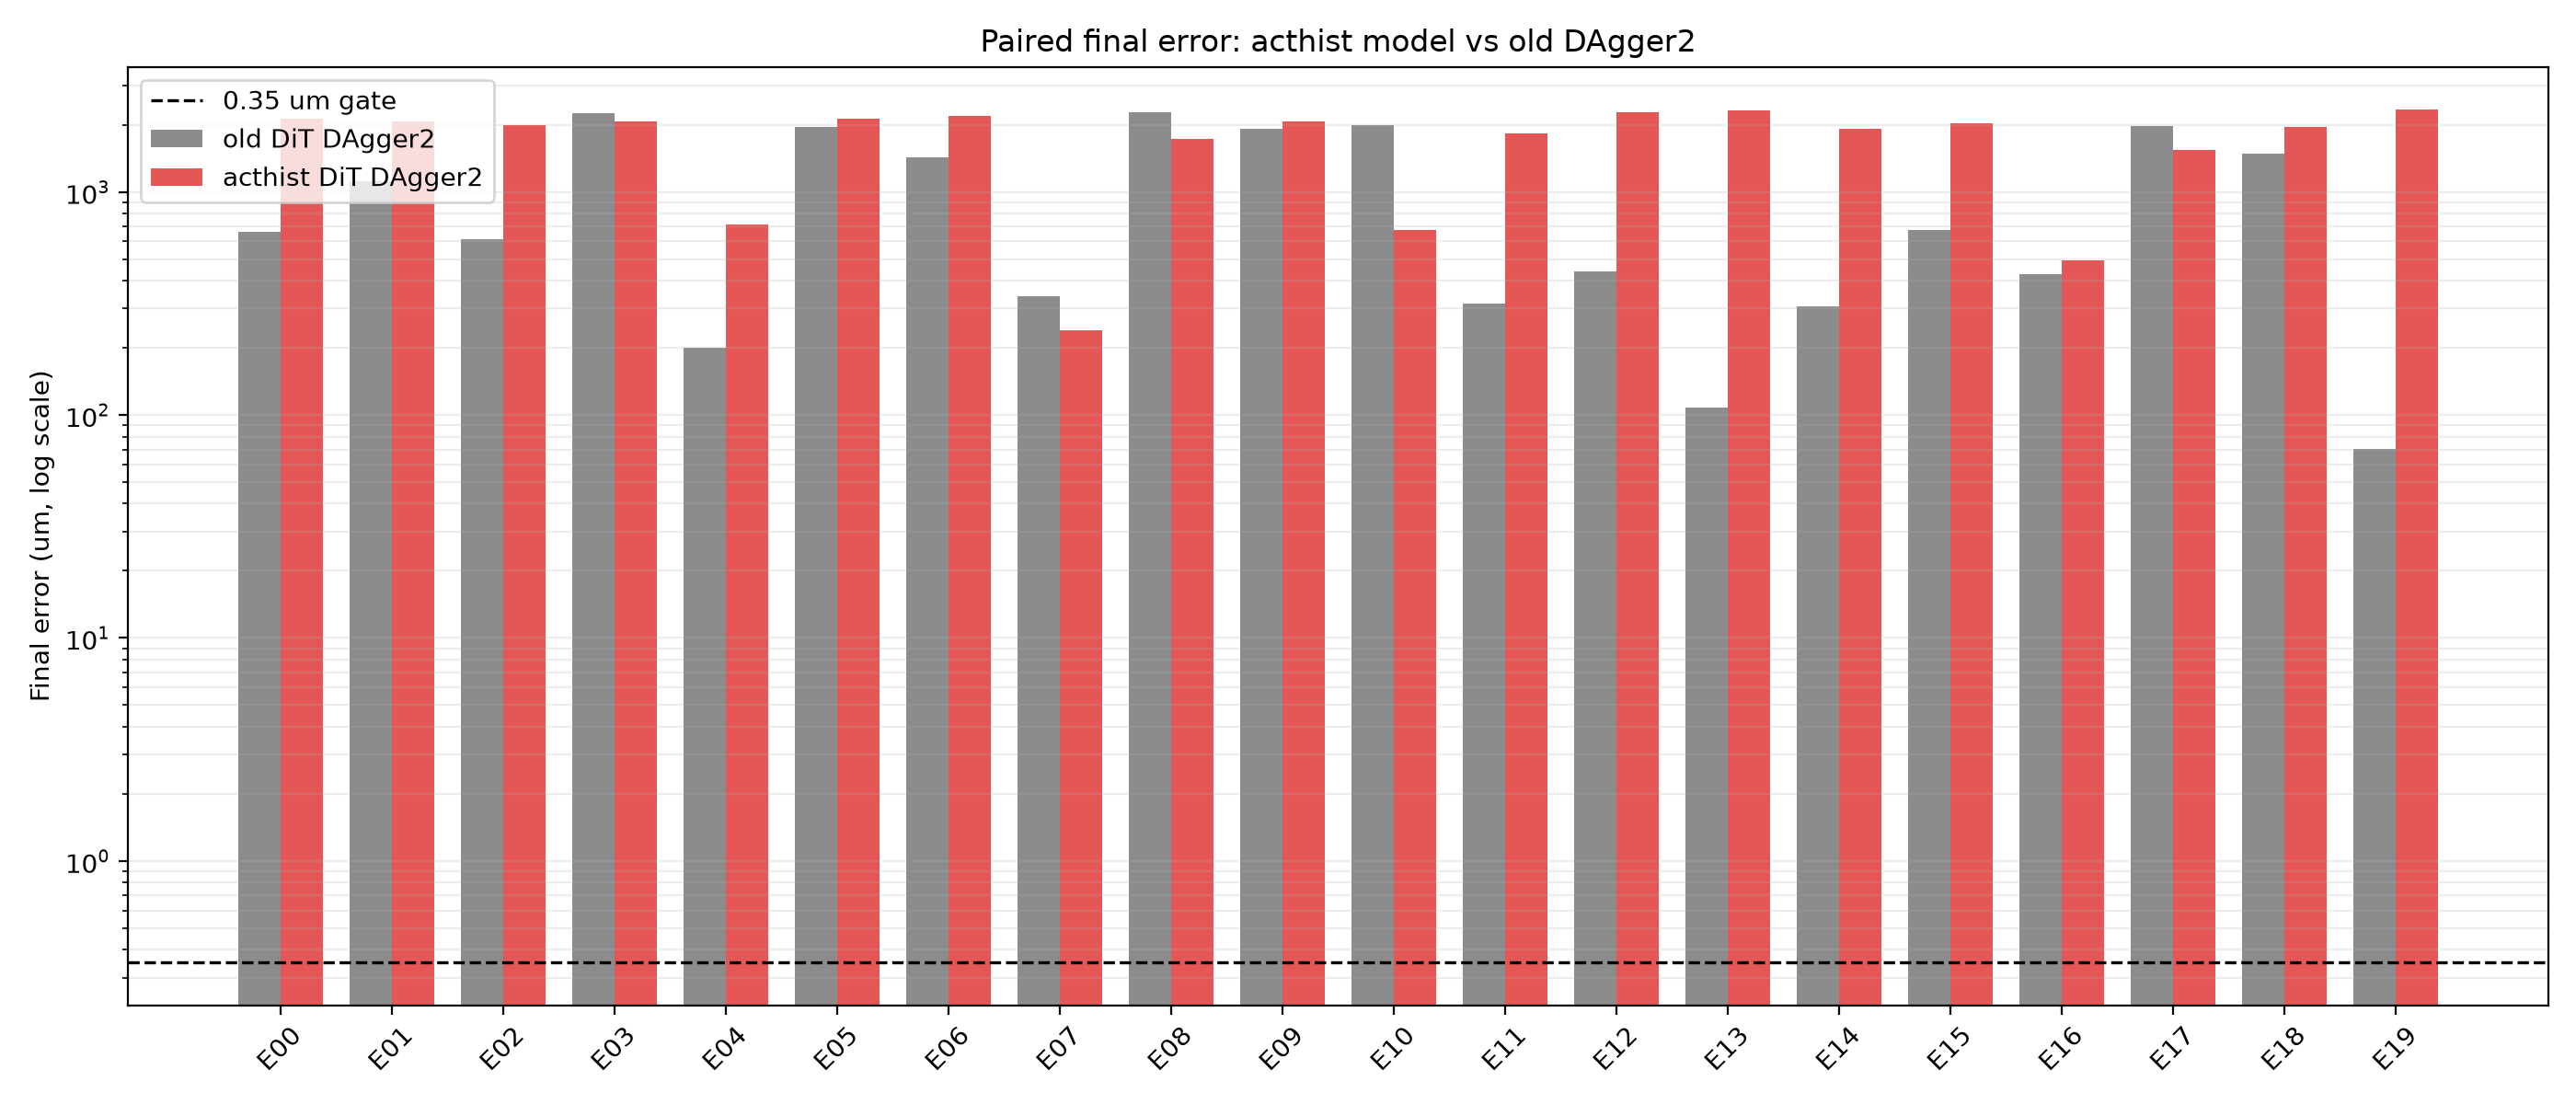 Paired final error: acthist model vs old DAgger2
0.35 um gate
old DiT DAgger2
acthist DiT DAgger2
Final error (um, log scale)
10³
10²
10¹
10⁰
E00 E01 E02 E03 E04 E05 E06 E07 E08 E09 E10 E11 E12 E13 E14 E15 E16 E17 E18 E19